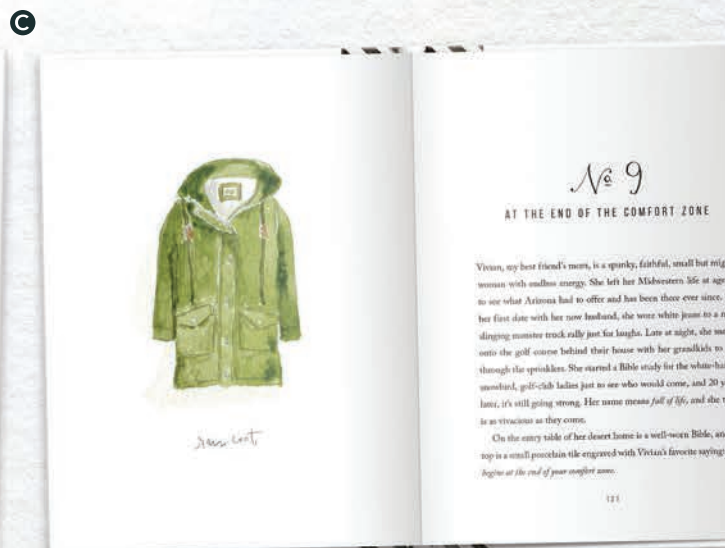 C
rain coat
№ 9
AT THE END OF THE COMFORT ZONE
Vivian, my best friend's mom, is a spunky, faithful, small but mig
woman with endless energy. She left her Midwestern life at age
to see what Arizona had to offer and has been there ever since.
her first date with her now husband, she wore white jeans to a
slinging monster truck rally just for laughs. Late at night, she
onto the golf course behind their house with her grandkids to
through the sprinklers. She started a Bible study for the
snowbird, golf-club ladies just to see who would come, and 20 y
later, it's still going strong. Her name means full of life, and she
is as vivacious as they come.
On the entry table of her desert home is a well-worn Bible, an
top is a small porcelain tile engraved with Vivian's favorite saying:
begins at the end of your comfort zone.
121